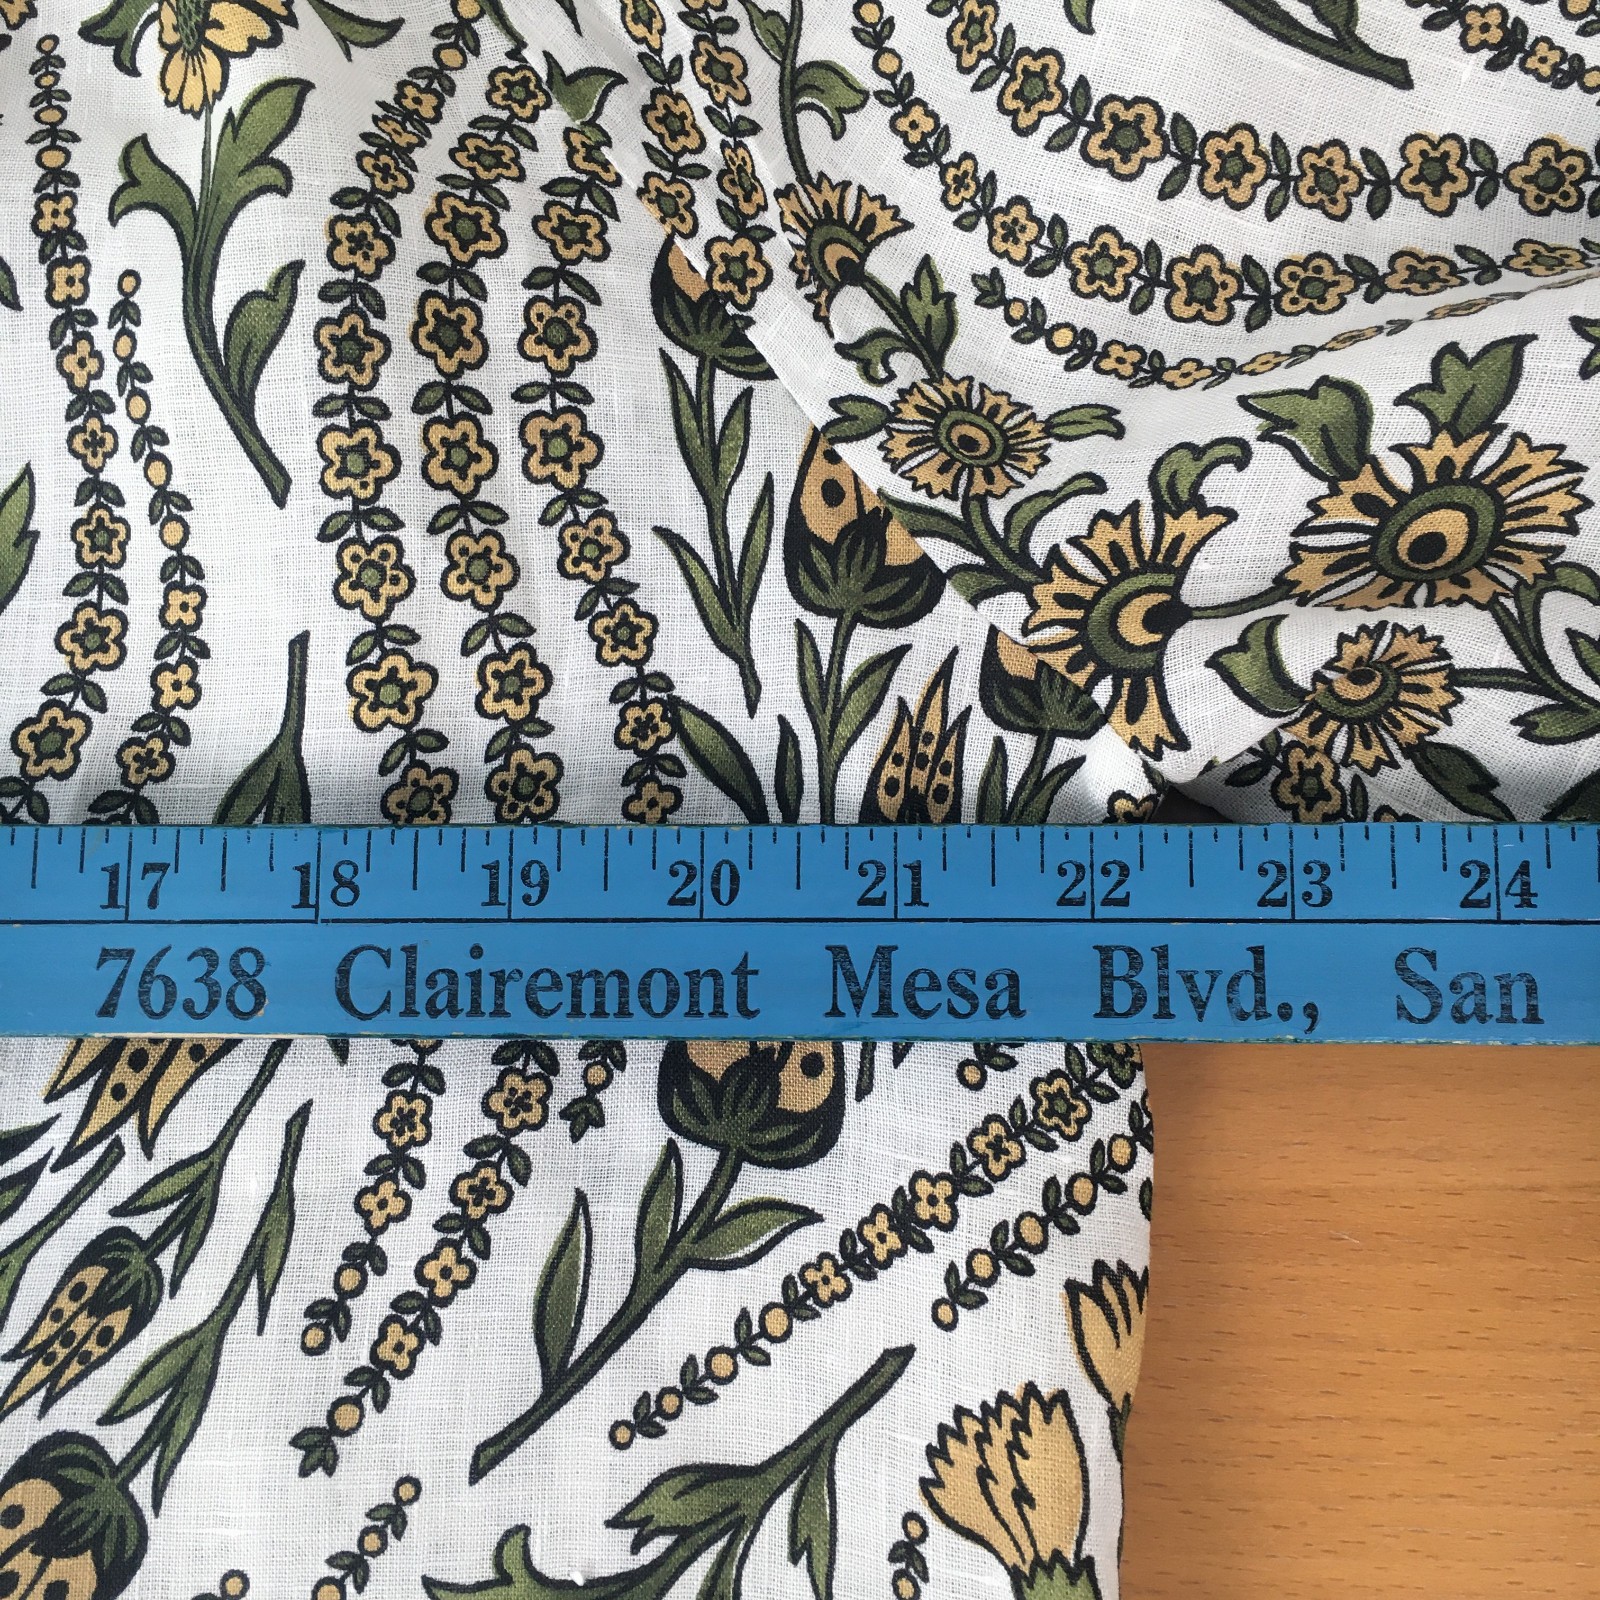 17 18 19 20 21 22 23 24
7638 Clairemont Mesa Blvd., San